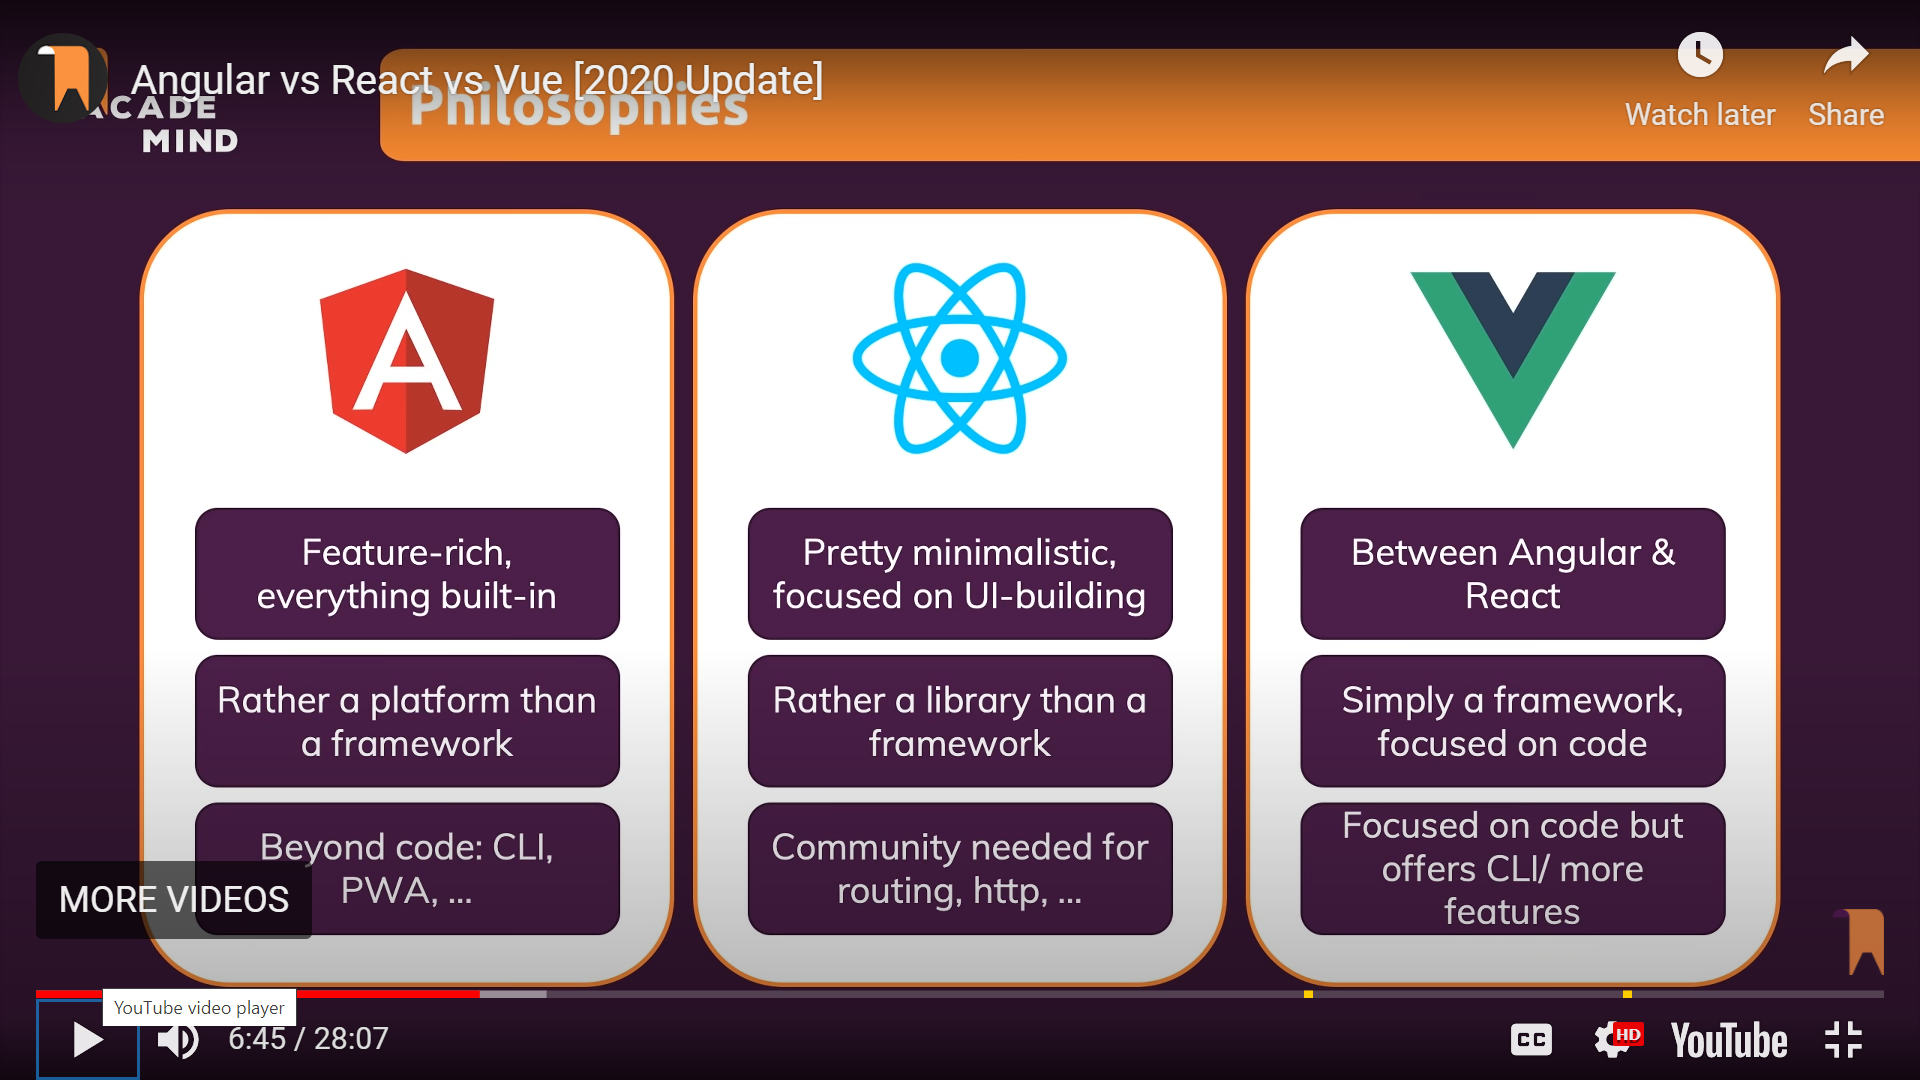 Angular vs React vs Vue [2020 Update]
ACADE
MIND
Philosophies
Watch later
Share
Feature-rich,
everything built-in
Rather a platform than
a framework
Beyond code: CLI,
PWA, ...
Pretty minimalistic,
focused on UI-building
Rather a library than a
framework
Community needed for
routing, http, ...
Between Angular &
React
Simply a framework,
focused on code
Focused on code but
offers CLI/ more
features
MORE VIDEOS
YouTube video player
6:45 / 28:07
CC
HD
YouTube